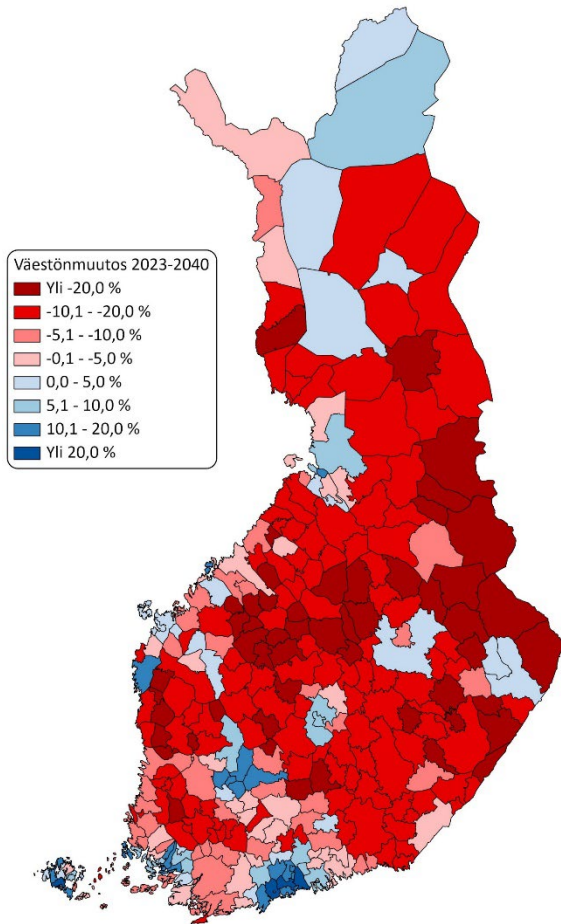 Väestönmuutos 2023-2040
Yli -20,0 %
-10,1 - -20,0 %
-5,1 - -10,0 %
-0,1 - -5,0 %
0,0 - 5,0 %
5,1 - 10,0 %
10,1 - 20,0 %
Yli 20,0 %